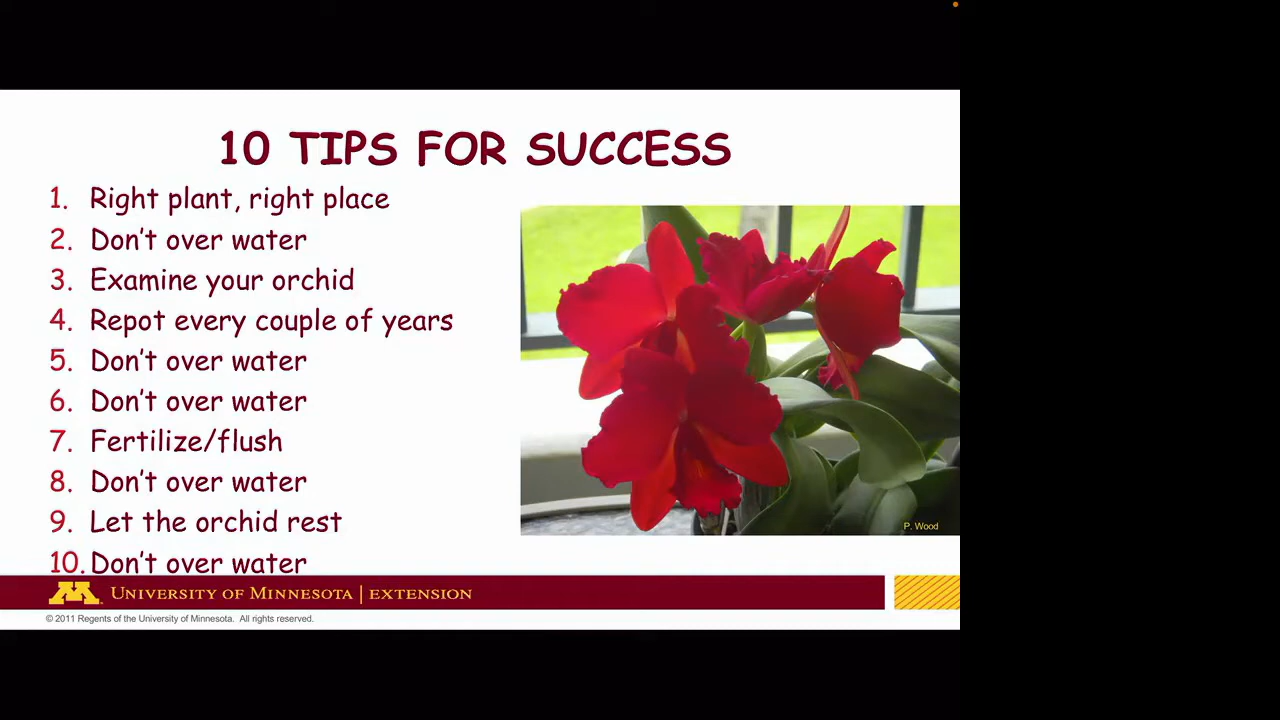 10 TIPS FOR SUCCESS
1. Right plant, right place
2. Don't over water
3. Examine your orchid
4. Repot every couple of years
5. Don't over water
6. Don't over water
7. Fertilize/flush
8. Don't over water
9. Let the orchid rest
10. Don't over water
P. Wood
M UNIVERSITY OF MINNESOTA | EXTENSION
© 2011 Regents of the University of Minnesota. All rights reserved.